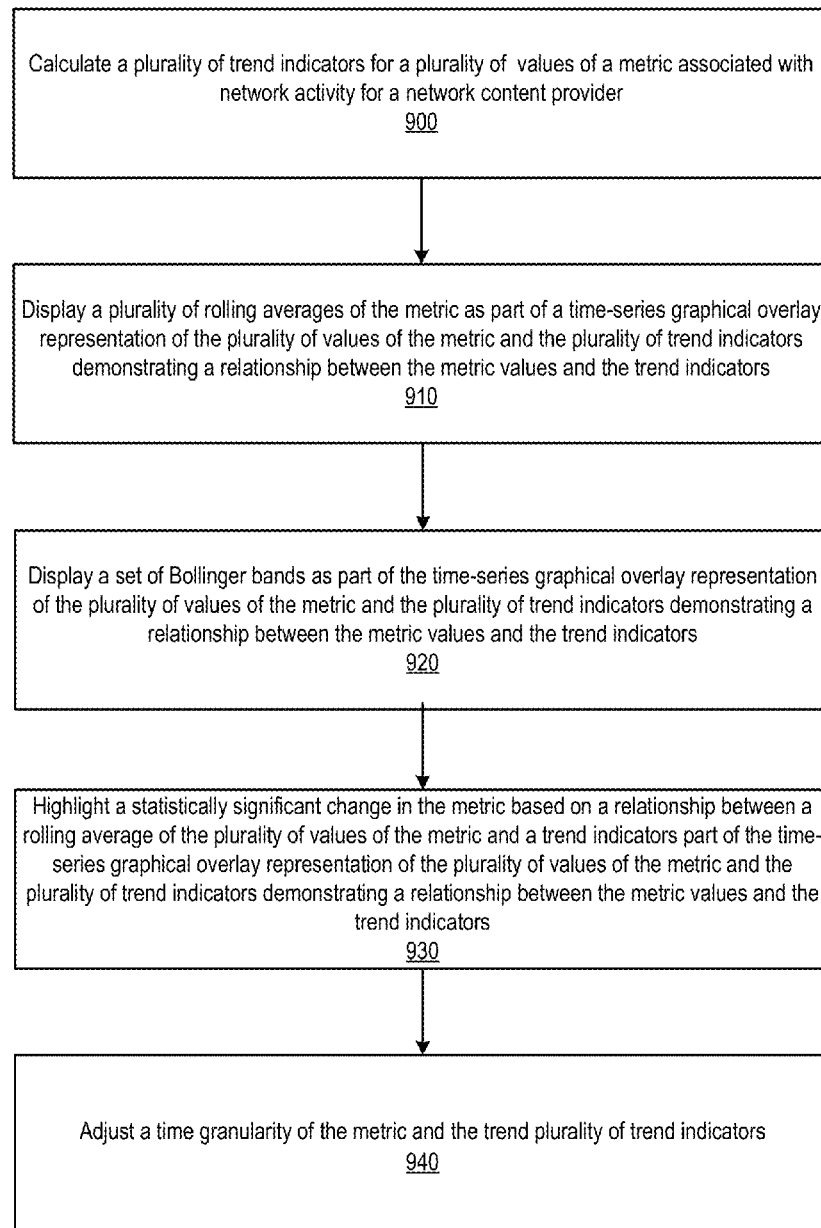 Calculate a plurality of trend indicators for a plurality of values of a metric associated with
network activity for a network content provider
900
Display a plurality of rolling averages of the metric as part of a time-series graphical overlay
representation of the plurality of values of the metric and the plurality of trend indicators
demonstrating a relationship between the metric values and the trend indicators
910
Display a set of Bollinger bands as part of the time-series graphical overlay representation
of the plurality of values of the metric and the plurality of trend indicators demonstrating a
relationship between the metric values and the trend indicators
920
Highlight a statistically significant change in the metric based on a relationship between a
rolling average of the plurality of values of the metric and a trend indicators part of the time-
series graphical overlay representation of the plurality of values of the metric and the
plurality of trend indicators demonstrating a relationship between the metric values and the
trend indicators
930
Adjust a time granularity of the metric and the trend plurality of trend indicators
940